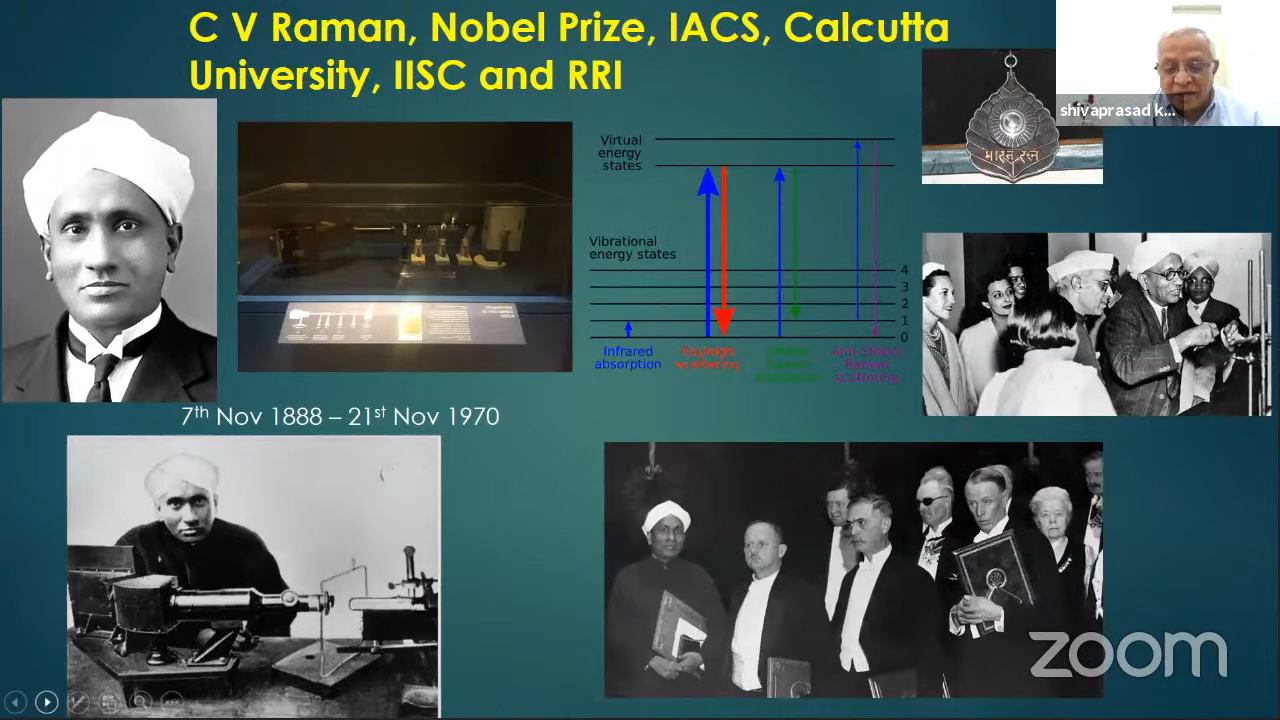 C V Raman, Nobel Prize, IACS, Calcutta
University, IISC and RRI
shivaprasad k...
भारत रत्न
Virtual
energy
states
Vibrational
energy states
4
3
2
1
0
Infrared
absorption
Rayleigh
scattering
Anti-Stokes
Raman
scattering
7th Nov 1888 – 21st Nov 1970
zoom